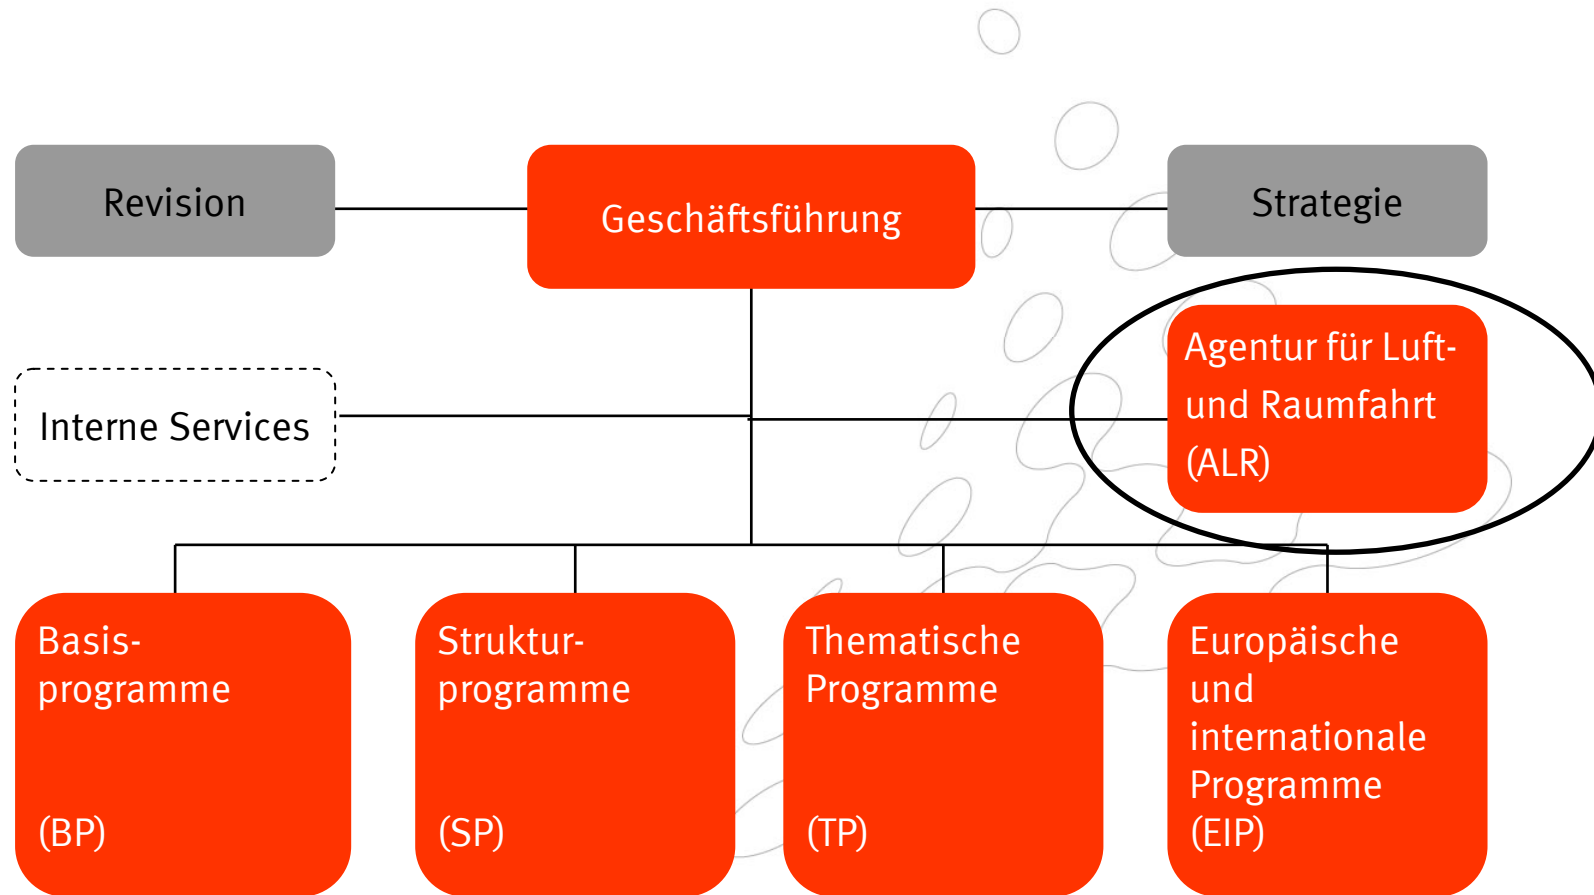 Revision
Geschäftsführung
Strategie
Agentur für Luft-
und Raumfahrt
(ALR)
Interne Services
Basis-
programme
(BP)
Struktur-
programme
(SP)
Thematische
Programme
(TP)
Europäische
und
internationale
Programme
(EIP)